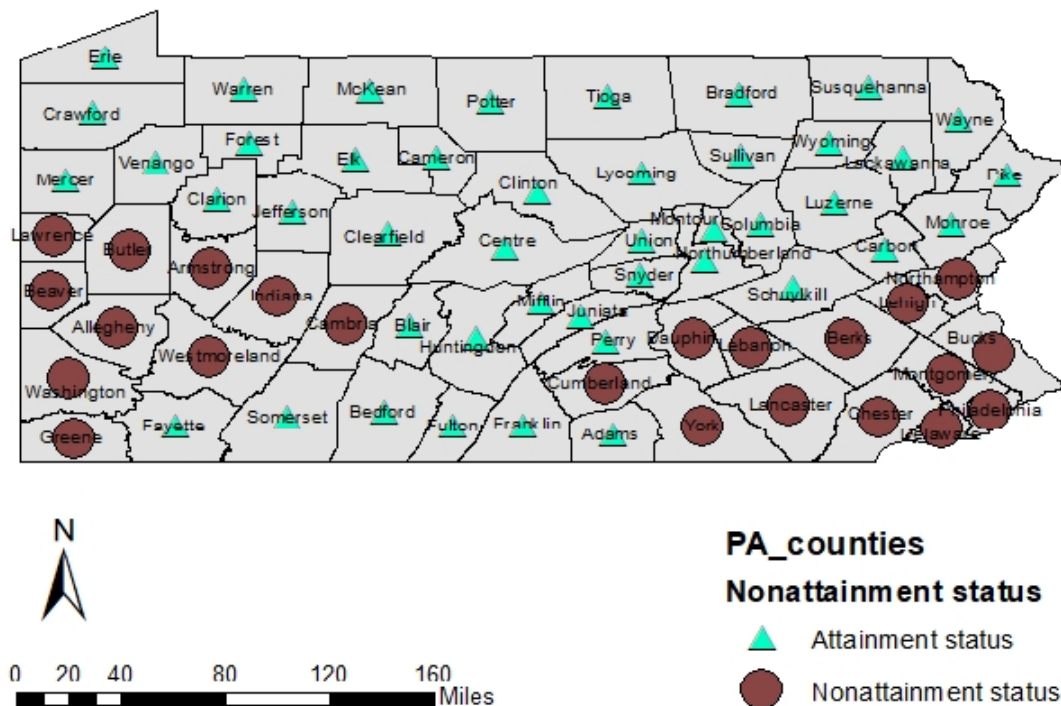 Erie
Warren
McKean
Potter
Tioga
Bradford
Susquehanna
Crawford
Wayne
Forest
Venango
Elk
Cameron
Lycoming
Sullivan
Wyoming
Lackawanna
Mercer
Clarion
Jefferson
Clinton
Luzerne
Pike
Lawrence
Butler
Clearfield
Centre
Union
Montour
Columbia
Monroe
Armstrong
Snyder
Northumberland
Carbon
Northampton
Beaver
Indiana
Mifflin
Juniata
Schuylkill
Lehigh
Allegheny
Cambria
Blair
Huntingdon
Perry
Dauphin
Lebanon
Berks
Bucks
Westmoreland
Washington
Cumberland
Montgomery
Greene
Fayette
Somerset
Bedford
Fulton
Franklin
Adams
York
Lancaster
Chester
Delaware
Philadelphia
N
PA_counties
Nonattainment status
Attainment status
Nonattainment status
0 20 40 80 120 160
Miles